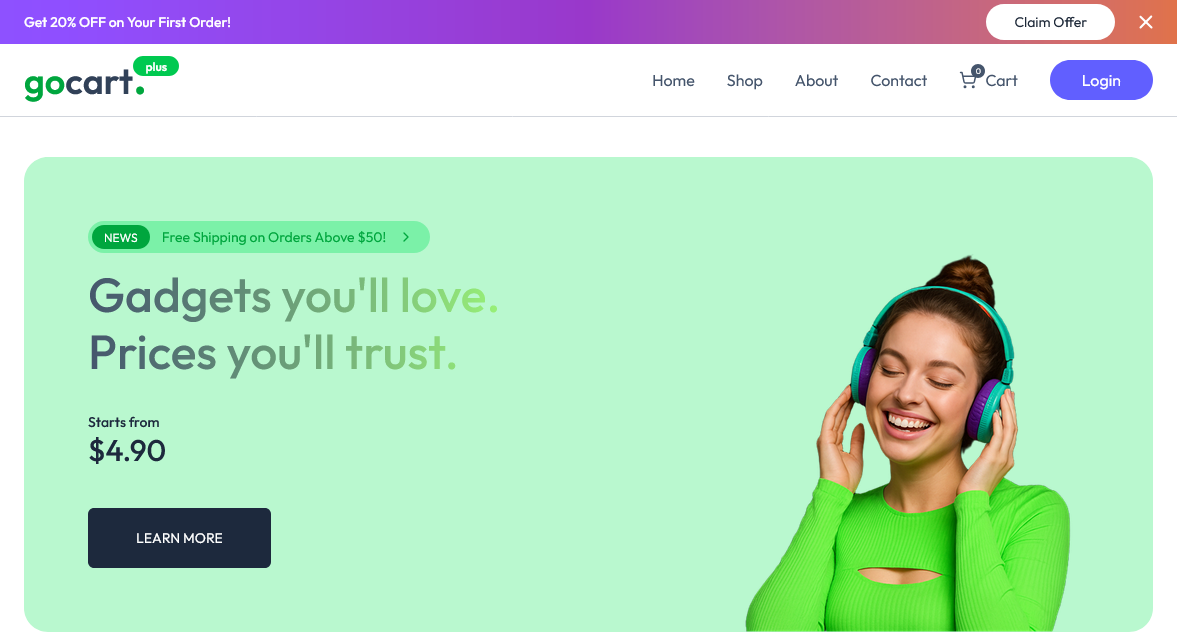 Get 20% OFF on Your First Order!
Claim Offer
gocart.
plus
Home
Shop
About
Contact
0
Cart
Login
NEWS
Free Shipping on Orders Above $50!
Gadgets you'll love.
Prices you'll trust.
Starts from
$4.90
LEARN MORE